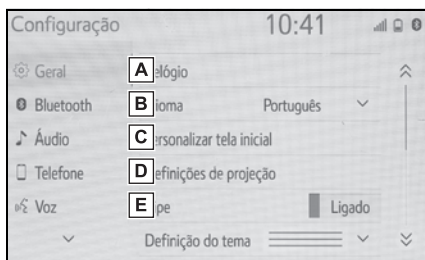 Configuração 10:41
Geral A elógio
Bluetooth B ioma Português
Áudio C ersonalizar tela inicial
Telefone D efinições de projeção
Voz E pe Ligado
Definição do tema